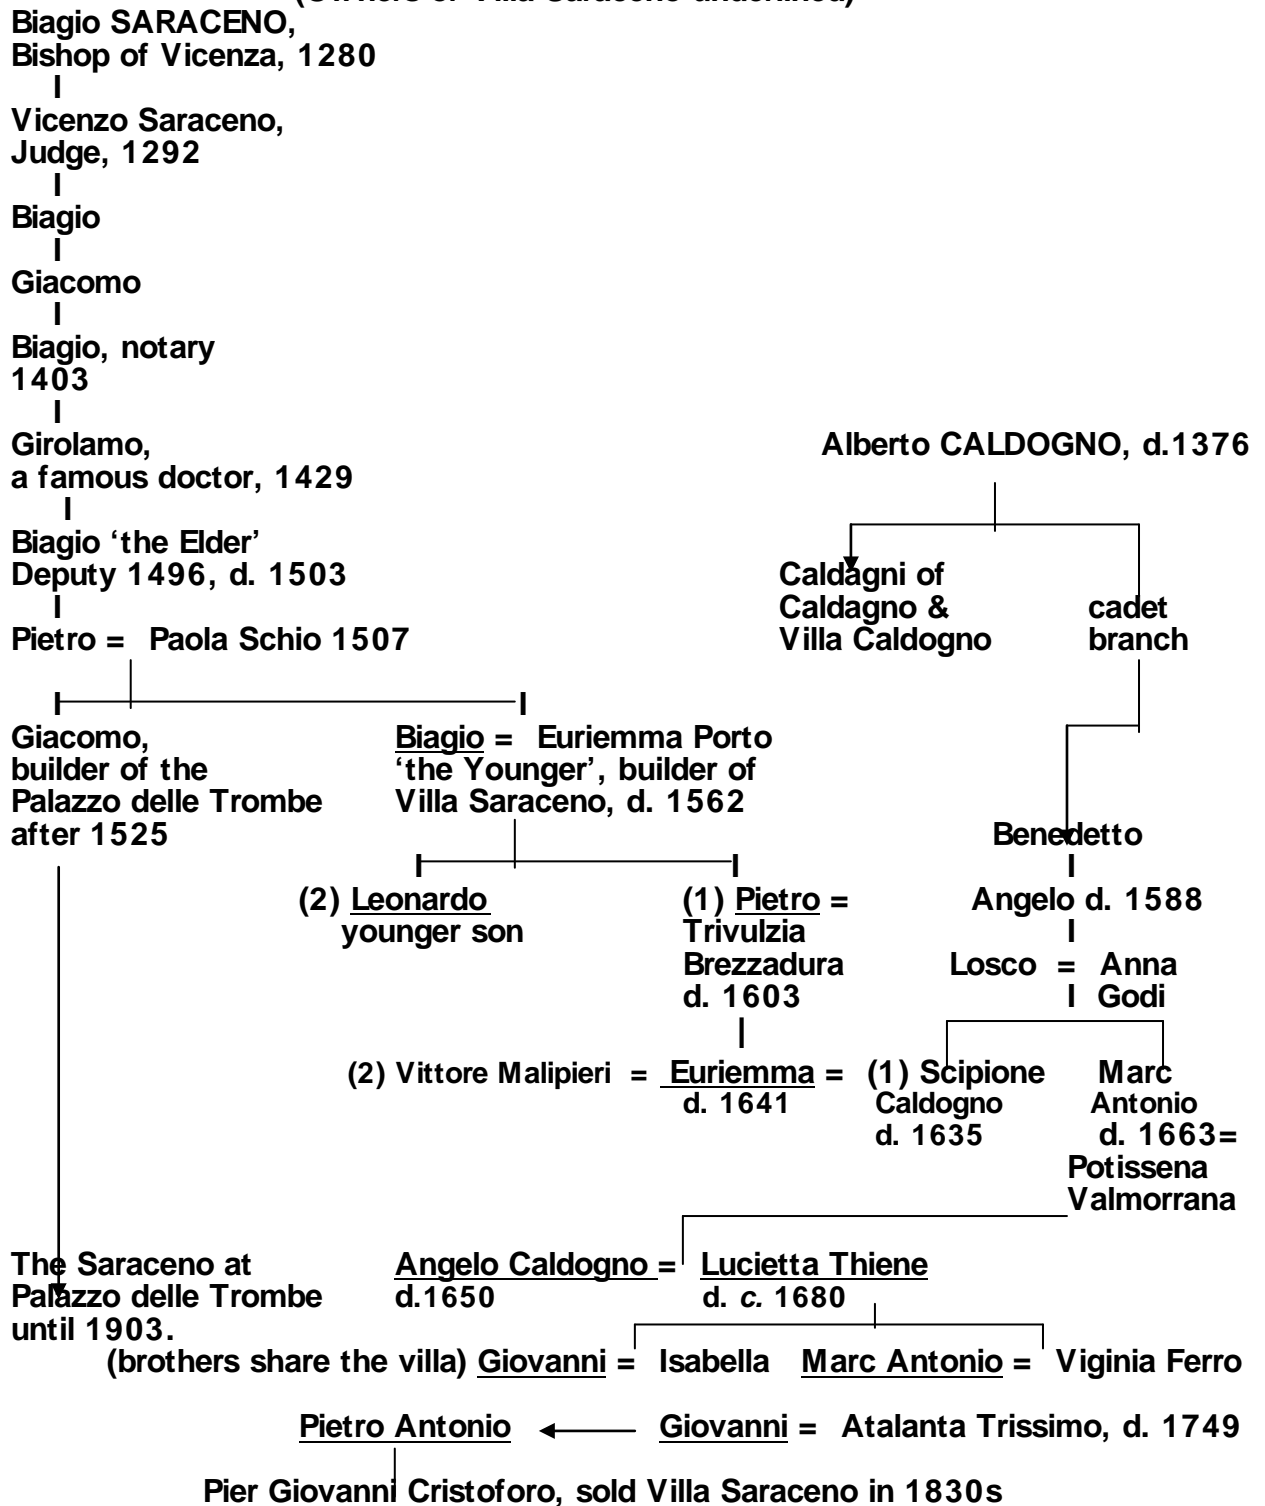 (Owners of Villa Saraceno underlined)
Biagio SARACENO,
Bishop of Vicenza, 1280
Vicenzo Saraceno,
Judge, 1292
Biagio
Giacomo
Biagio, notary
1403
Girolamo,
a famous doctor, 1429
Biagio ‘the Elder’
Deputy 1496, d. 1503
Pietro = Paola Schio 1507
Alberto CALDOGNO, d.1376
Caldagni of
Caldagno &
Villa Caldogno
cadet
branch
Giacomo,
builder of the
Palazzo delle Trombe
after 1525
Biagio = Euriemma Porto
‘the Younger’, builder of
Villa Saraceno, d. 1562
Benedetto
(2) Leonardo
younger son
(1) Pietro =
Trivulzia
Brezzadura
d. 1603
Angelo d. 1588
Losco = Anna
Godi
(2) Vittore Malipieri = Euriemma = (1) Scipione
d. 1641
Caldogno
d. 1635
Marc
Antonio
d. 1663=
Potissena
Valmorrana
The Saraceno at
Palazzo delle Trombe
until 1903.
Angelo Caldogno = Lucietta Thiene
d.1650
d. c. 1680
(brothers share the villa) Giovanni = Isabella Marc Antonio = Viginia Ferro
Pietro Antonio Giovanni = Atalanta Trissimo, d. 1749
Pier Giovanni Cristoforo, sold Villa Saraceno in 1830s